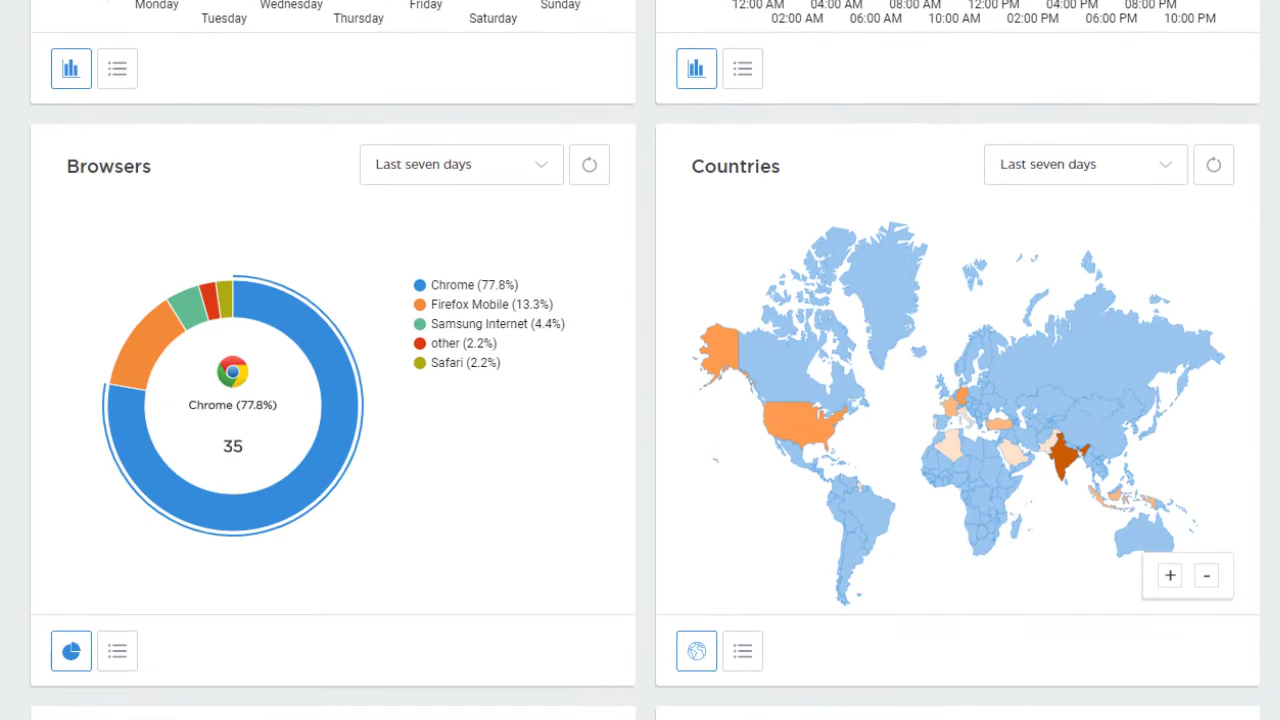 Monday Wednesday Friday Sunday
Tuesday Thursday Saturday
12:00 AM 04:00 AM 08:00 AM 12:00 PM 04:00 PM 08:00 PM
02:00 AM 06:00 AM 10:00 AM 02:00 PM 06:00 PM 10:00 PM
Browsers
Last seven days
Chrome (77.8%)
Firefox Mobile (13.3%)
Samsung Internet (4.4%)
other (2.2%)
Safari (2.2%)
Chrome (77.8%)
35
Countries
Last seven days
+ -